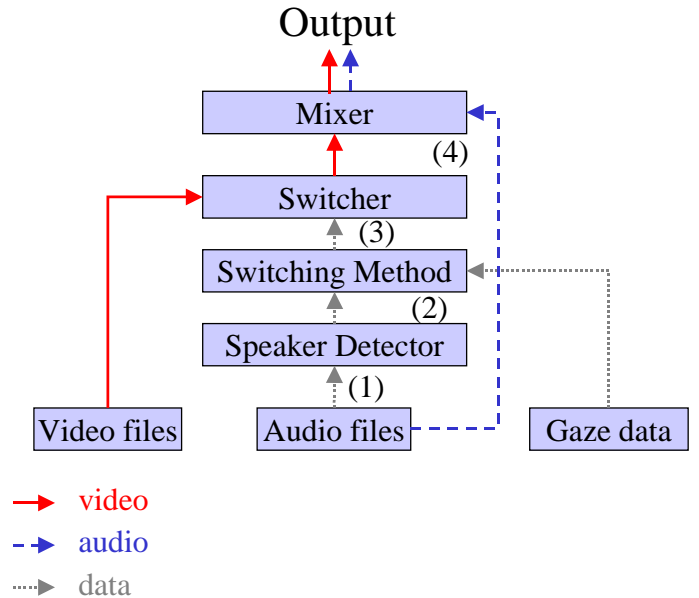 Output
Mixer
(4)
Switcher
(3)
Switching Method
(2)
Speaker Detector
(1)
Video files
Audio files
Gaze data
video
audio
data